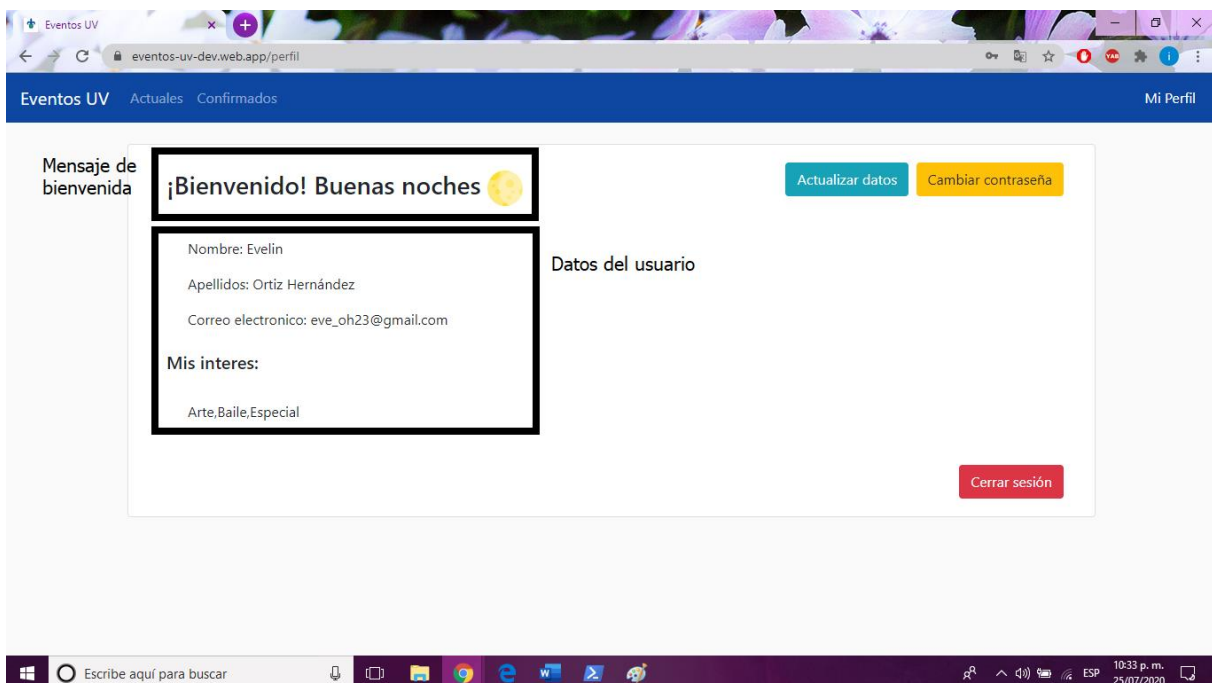 Eventos UV
eventos-uv-dev.web.app/perfil
Eventos UV Actuales Confirmados Mi Perfil
Mensaje de
bienvenida
¡Bienvenido! Buenas noches
Actualizar datos Cambiar contraseña
Nombre: Evelin
Datos del usuario
Apellidos: Ortiz Hernández
Correo electronico: eve_oh23@gmail.com
Mis interes:
Arte,Baile,Especial
Cerrar sesión
Escribe aquí para buscar
ESP
10:33 p. m.
25/07/2020